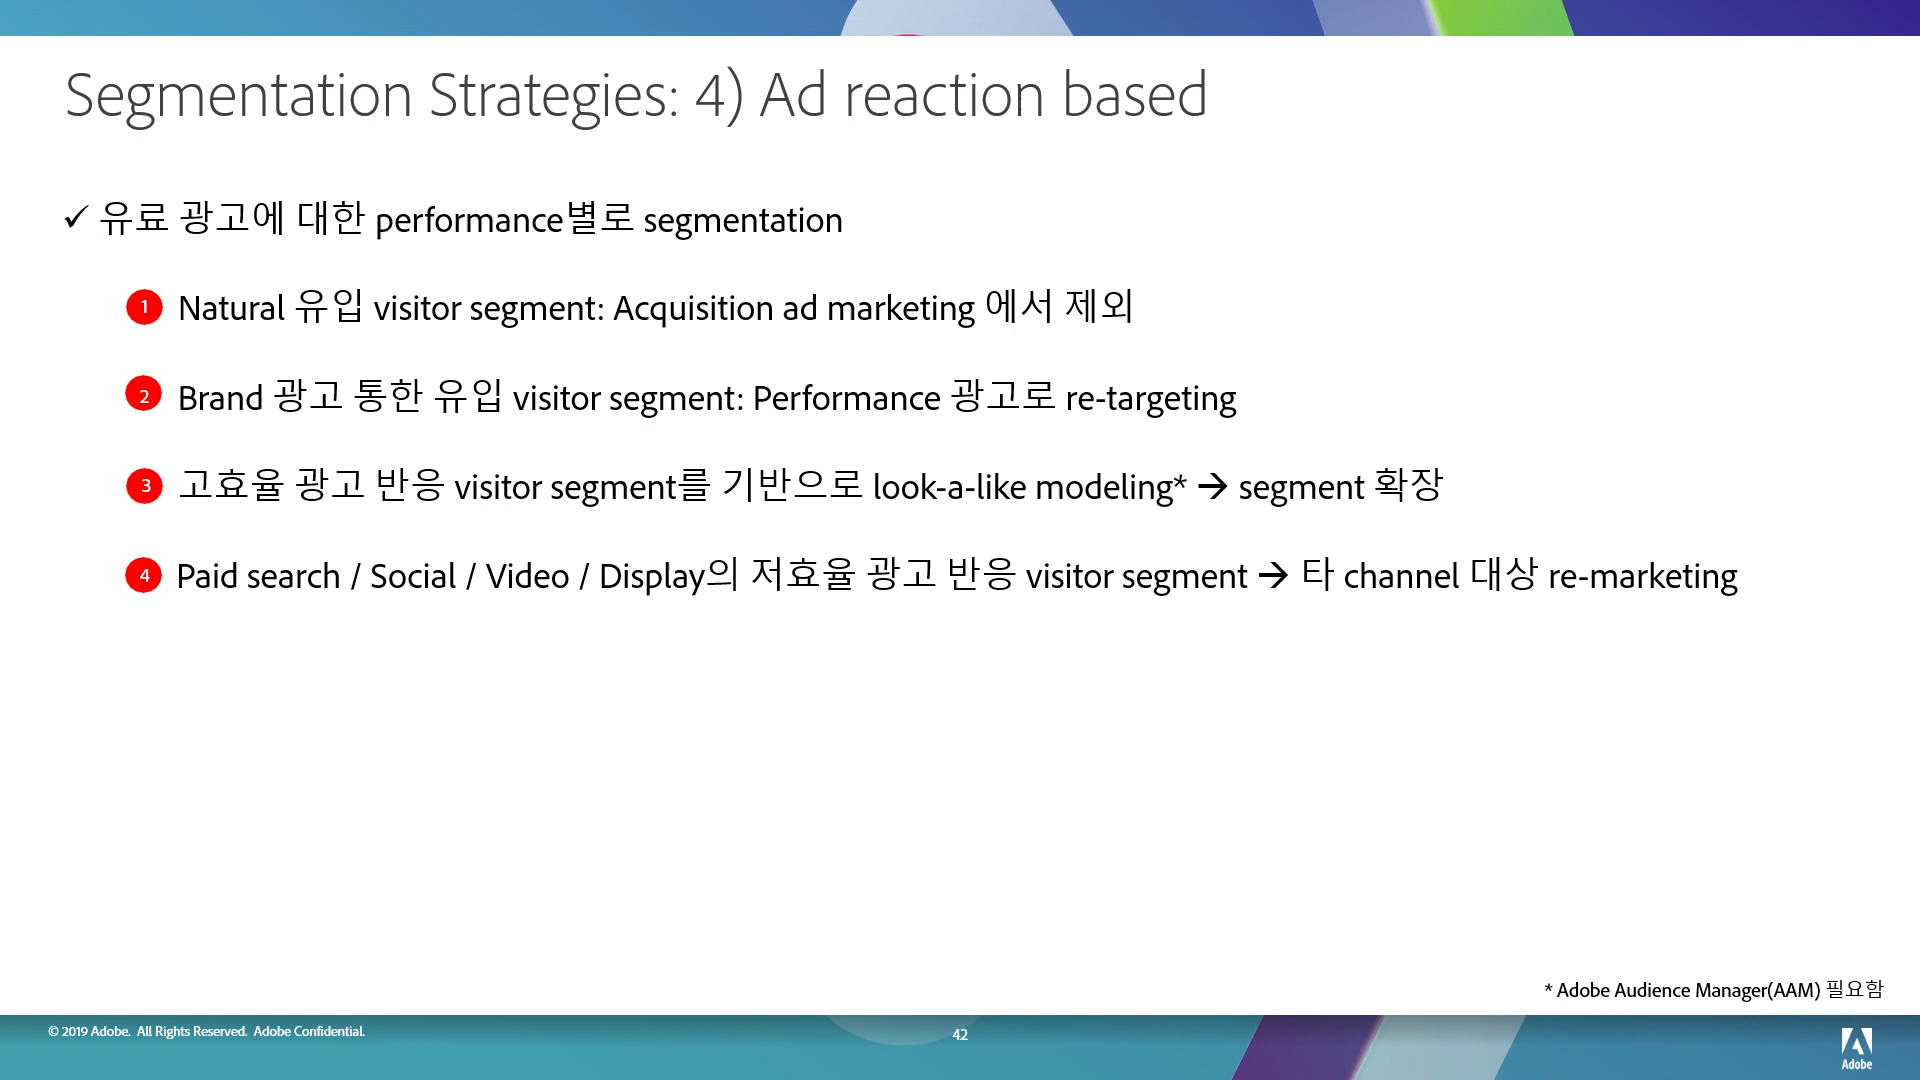 Segmentation Strategies: 4) Ad reaction based
✓ 유료 광고에 대한 performance별로 segmentation
1 Natural 유입 visitor segment: Acquisition ad marketing 에서 제외
2 Brand 광고 통한 유입 visitor segment: Performance 광고로 re-targeting
3 고효율 광고 반응 visitor segment를 기반으로 look-a-like modeling* → segment 확장
4 Paid search / Social / Video / Display의 저효율 광고 반응 visitor segment → 타 channel 대상 re-marketing
* Adobe Audience Manager(AAM) 필요함
© 2019 Adobe. All Rights Reserved. Adobe Confidential.
42
Adobe